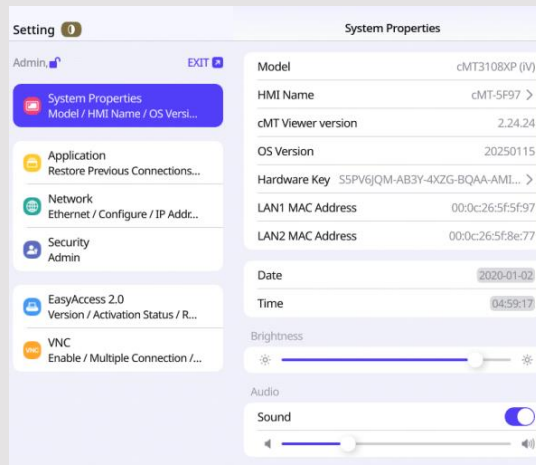 Setting
System Properties
Admin,
EXIT
System Properties
Model / HMI Name / OS Versi...
Application
Restore Previous Connections...
Network
Ethernet / Configure / IP Addr...
Security
Admin
EasyAccess 2.0
Version / Activation Status / R...
VNC
VNC
Enable / Multiple Connection /...
Model cMT3108XP (iV)
HMI Name cMT-5F97
cMT Viewer version 2.24.24
OS Version 20250115
Hardware Key S5PV6JQM-AB3Y-4XZG-BQAA-AMI...
LAN1 MAC Address 00:0c:26:5f:5f:97
LAN2 MAC Address 00:0c:26:5f:8e:77
Date 2020-01-02
Time 04:59:17
Brightness
Audio
Sound